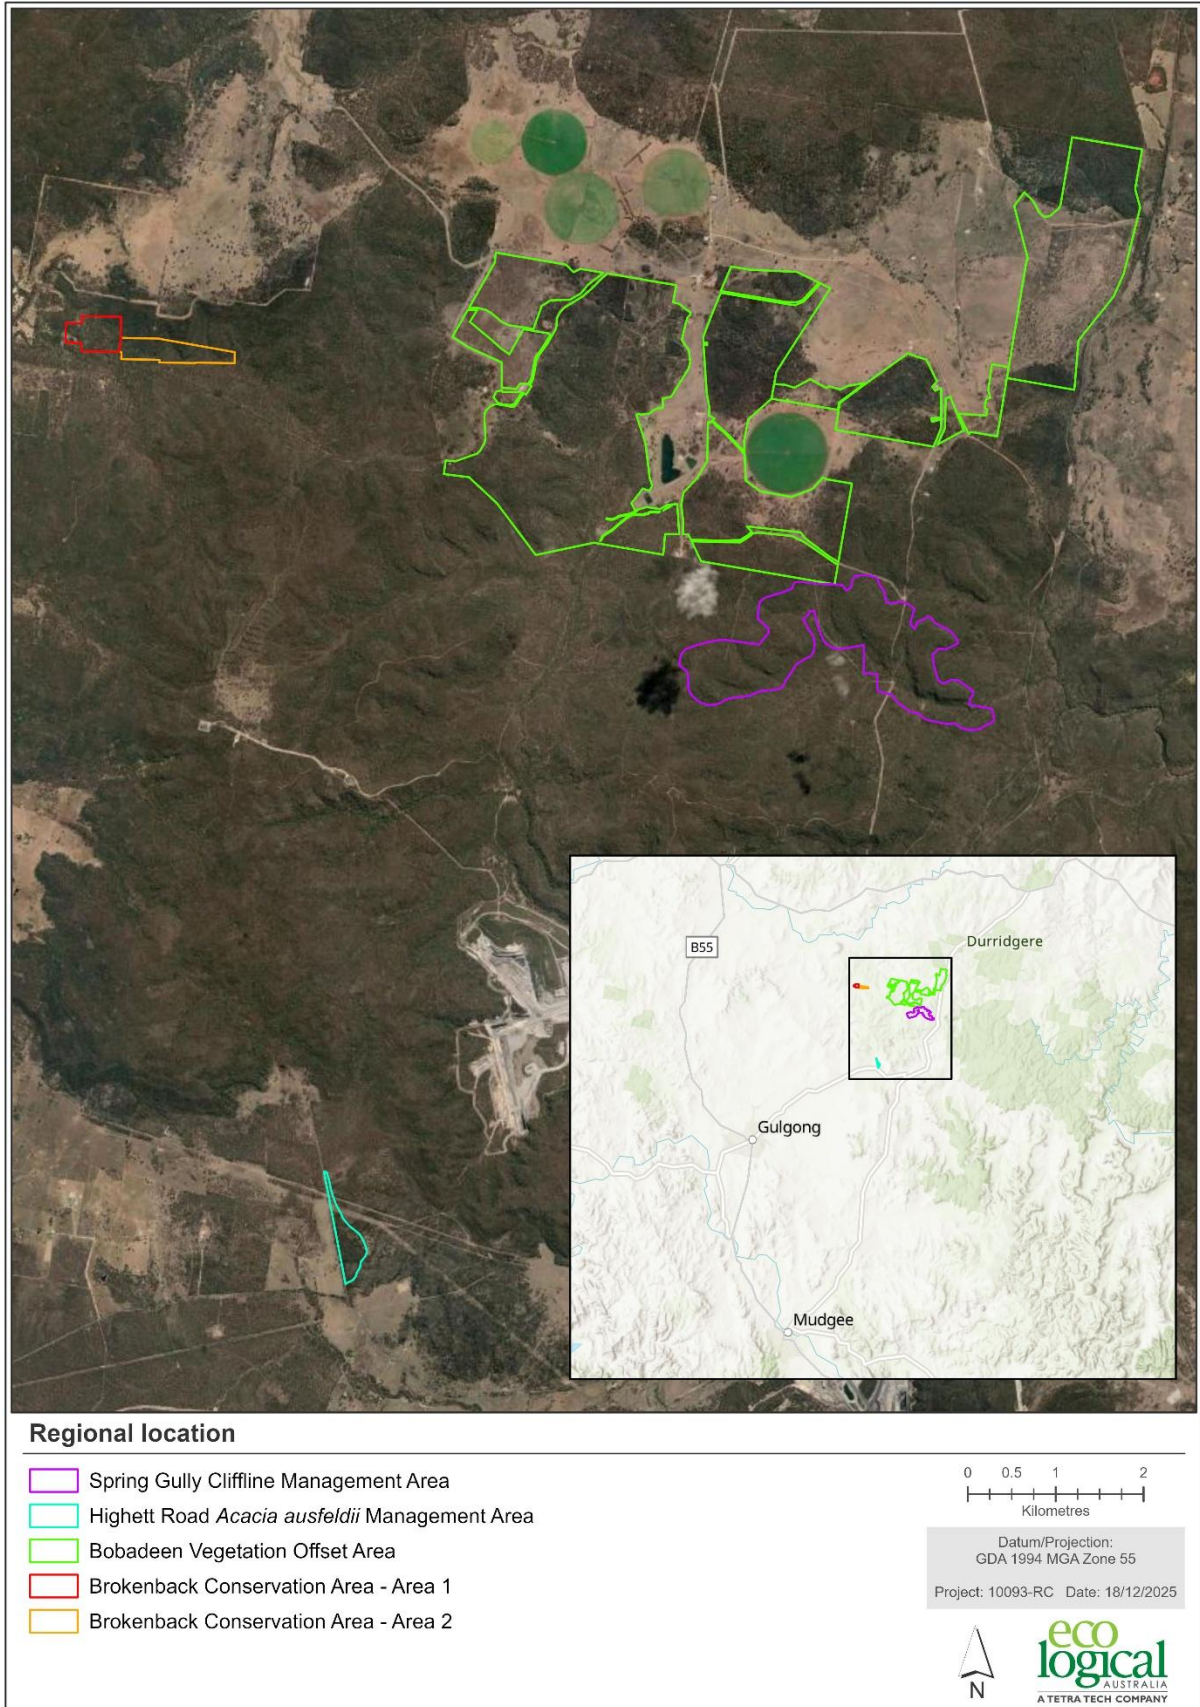 B55
Durridgere
Gulgong
Mudgee
Regional location
Spring Gully Cliffline Management Area
Highett Road Acacia ausfeldii Management Area
Bobadeen Vegetation Offset Area
Brokenback Conservation Area - Area 1
Brokenback Conservation Area - Area 2
0 0.5 1 2
Kilometres
Datum/Projection:
GDA 1994 MGA Zone 55
Project: 10093-RC Date: 18/12/2025
N
eco
logical
AUSTRALIA
A TETRA TECH COMPANY